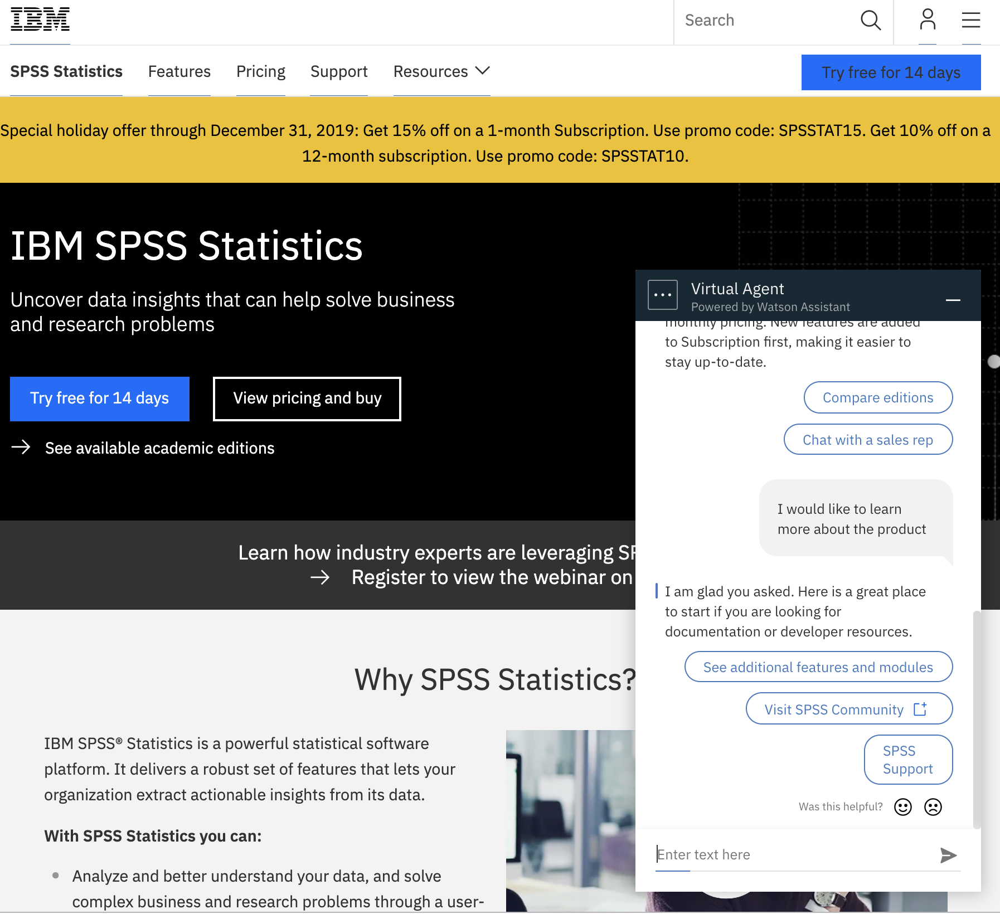 IBM
Search
SPSS Statistics
Features
Pricing
Support
Resources
Try free for 14 days
Special holiday offer through December 31, 2019: Get 15% off on a 1-month Subscription. Use promo code: SPSSTAT15. Get 10% off on a
12-month subscription. Use promo code: SPSSTAT10.
IBM SPSS Statistics
Uncover data insights that can help solve business
and research problems
Try free for 14 days
View pricing and buy
See available academic editions
Learn how industry experts are leveraging
Register to view the webinar on
Why SPSS Statistics?
IBM SPSS® Statistics is a powerful statistical software
platform. It delivers a robust set of features that lets your
organization extract actionable insights from its data.
With SPSS Statistics you can:
Analyze and better understand your data, and solve
complex business and research problems through a user-
Virtual Agent
Powered by Watson Assistant
monthly pricing. New features are added
to Subscription first, making it easier to
stay up-to-date.
Compare editions
Chat with a sales rep
I would like to learn
more about the product
I am glad you asked. Here is a great place
to start if you are looking for
documentation or developer resources.
See additional features and modules
Visit SPSS Community
SPSS
Support
Was this helpful?
Enter text here